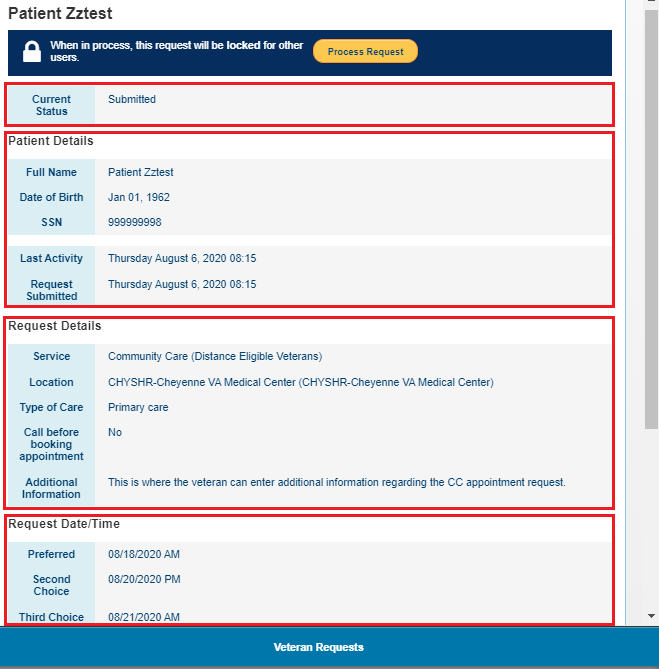 Patient Zztest
When in process, this request will be locked for other
users.
Process Request
Current
Status
Submitted
Patient Details
Full Name
Patient Zztest
Date of Birth
Jan 01, 1962
SSN
999999998
Last Activity
Thursday August 6, 2020 08:15
Request
Submitted
Thursday August 6, 2020 08:15
Request Details
Service
Community Care (Distance Eligible Veterans)
Location
CHYSHR-Cheyenne VA Medical Center (CHYSHR-Cheyenne VA Medical Center)
Type of Care
Primary care
Call before
booking
appointment
No
Additional
Information
This is where the veteran can enter additional information regarding the CC appointment request.
Request Date/Time
Preferred
08/18/2020 AM
Second
Choice
08/20/2020 PM
Third Choice
08/21/2020 AM
Veteran Requests